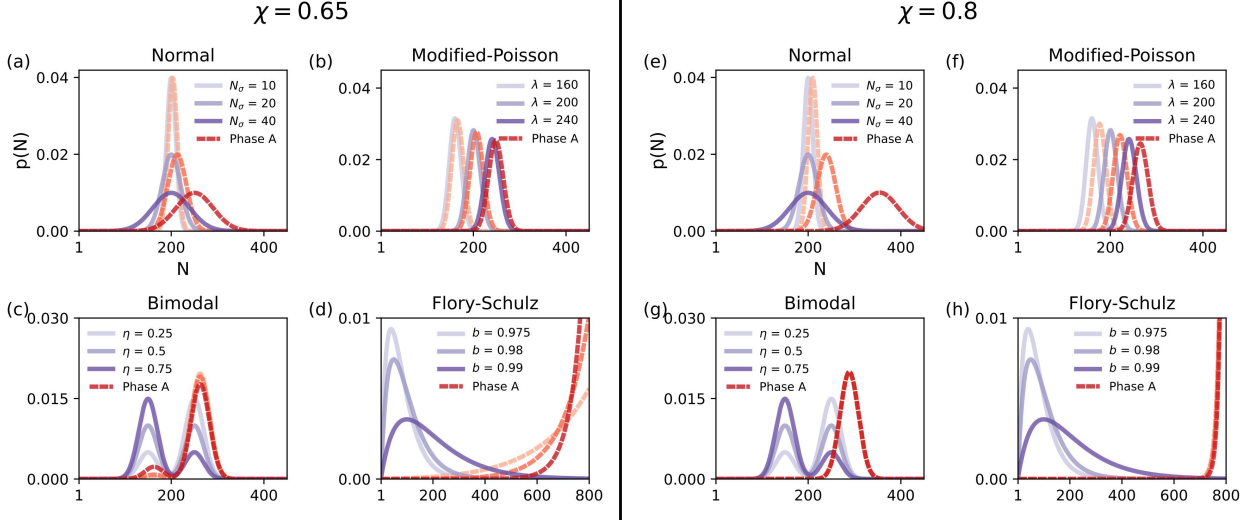 χ = 0.65
(a)
Normal
p(N)
0.04
0.02
0.00
Nσ = 10
Nσ = 20
Nσ = 40
Phase A
1
200
400
N
(b)
Modified-Poisson
0.04
0.02
0.00
λ = 160
λ = 200
λ = 240
Phase A
1
200
400
(c)
Bimodal
0.030
0.015
0.000
η = 0.25
η = 0.5
η = 0.75
Phase A
1
200
400
(d)
Flory-Schulz
0.01
0.00
b = 0.975
b = 0.98
b = 0.99
Phase A
1
200
400
600
800
χ = 0.8
(e)
Normal
p(N)
0.04
0.02
0.00
Nσ = 10
Nσ = 20
Nσ = 40
Phase A
1
200
400
N
(f)
Modified-Poisson
0.04
0.02
0.00
λ = 160
λ = 200
λ = 240
Phase A
1
200
400
(g)
Bimodal
0.030
0.015
0.000
η = 0.25
η = 0.5
η = 0.75
Phase A
1
200
400
(h)
Flory-Schulz
0.01
0.00
b = 0.975
b = 0.98
b = 0.99
Phase A
1
200
400
600
800